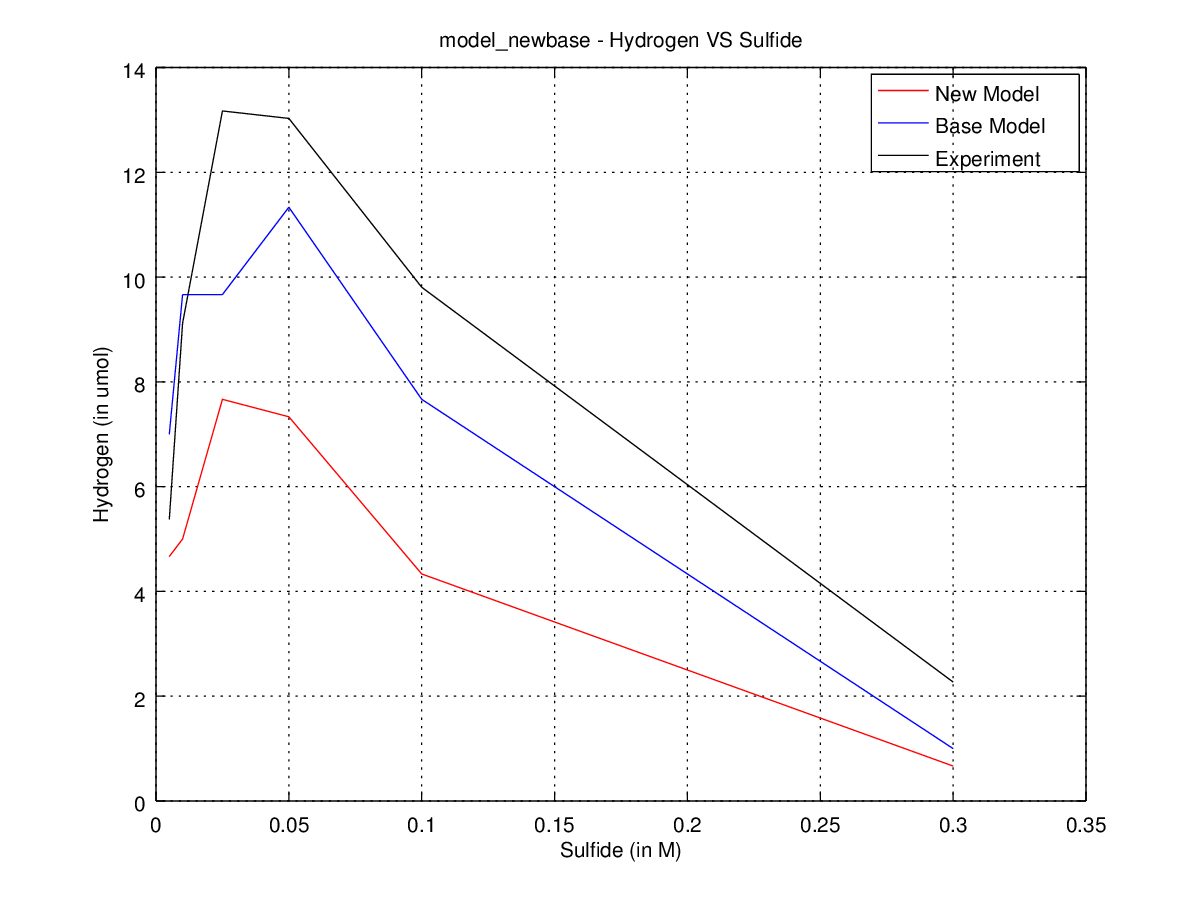 model_newbase - Hydrogen VS Sulfide
14
12
10
8
6
4
2
0
Hydrogen (in umol)
New Model
Base Model
Experiment
0 0.05 0.1 0.15 0.2 0.25 0.3 0.35
Sulfide (in M)